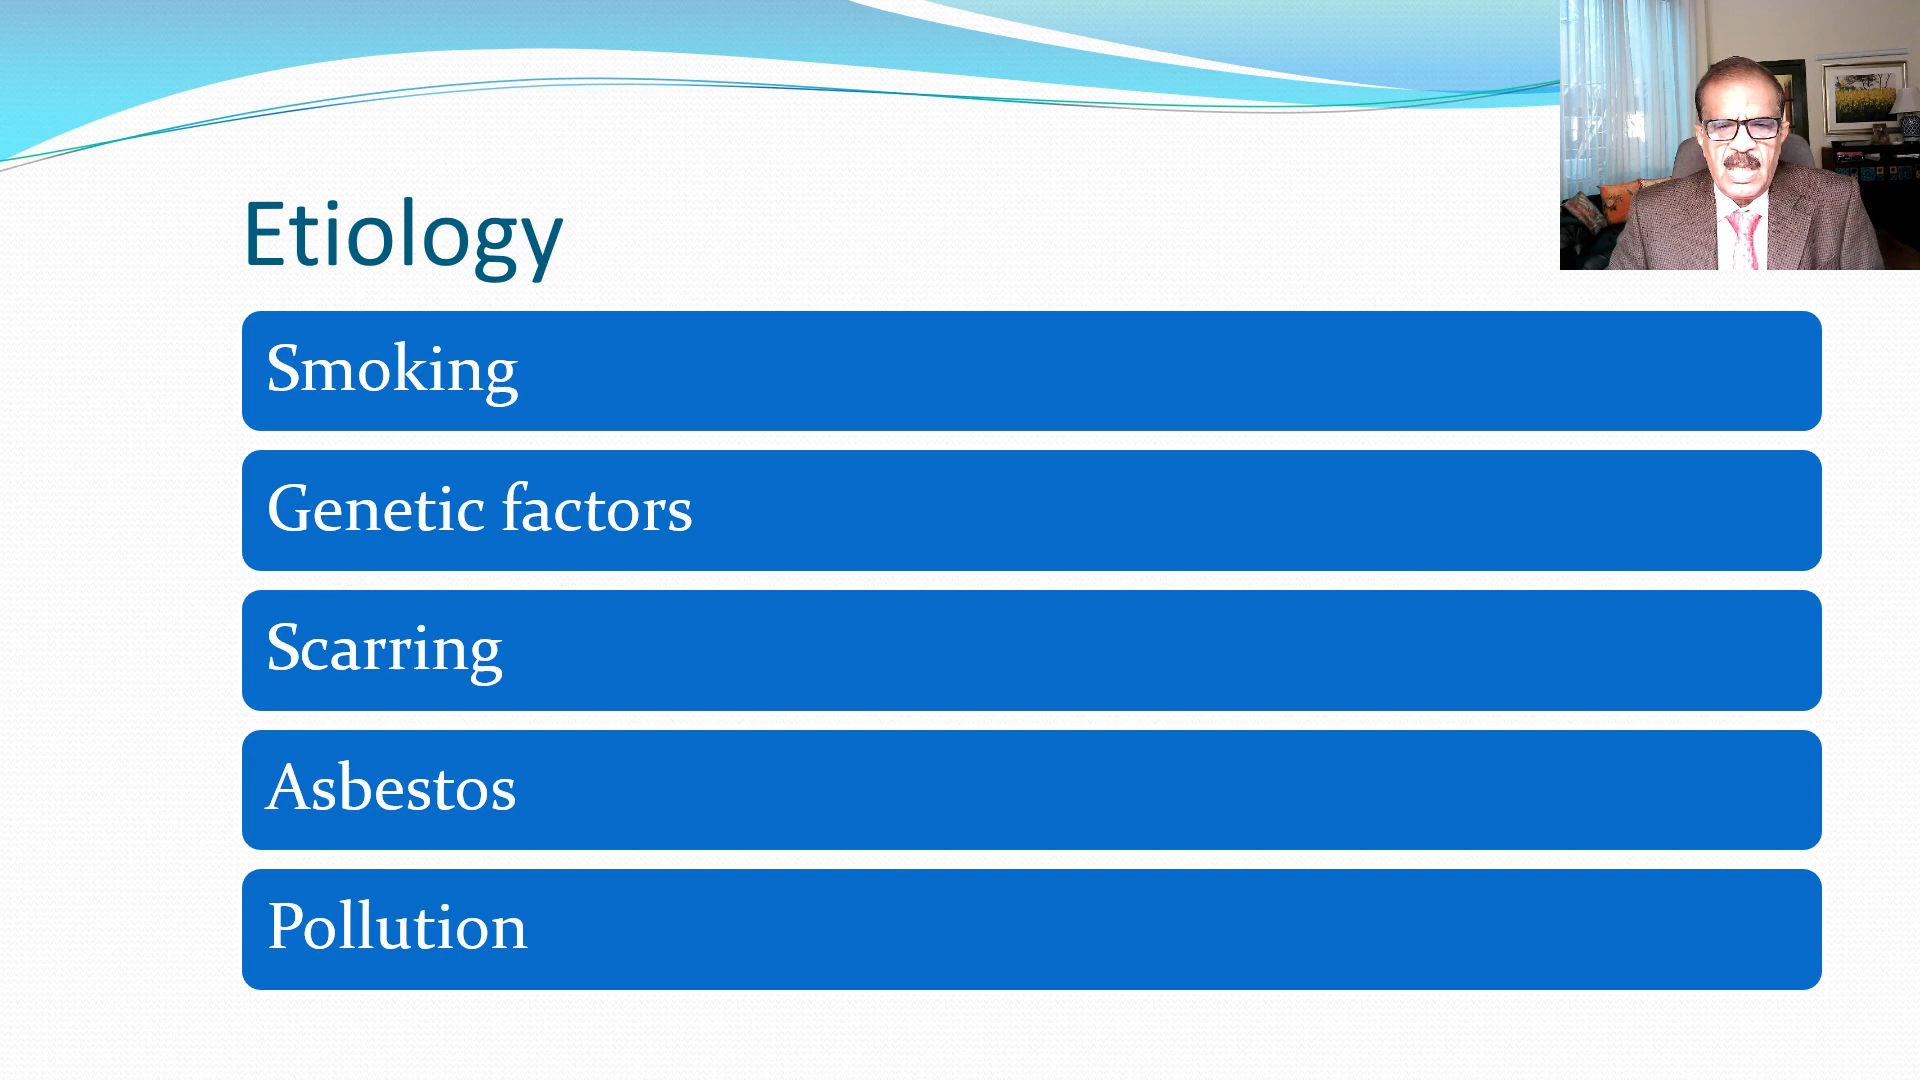 Etiology
Smoking
Genetic factors
Scarring
Asbestos
Pollution